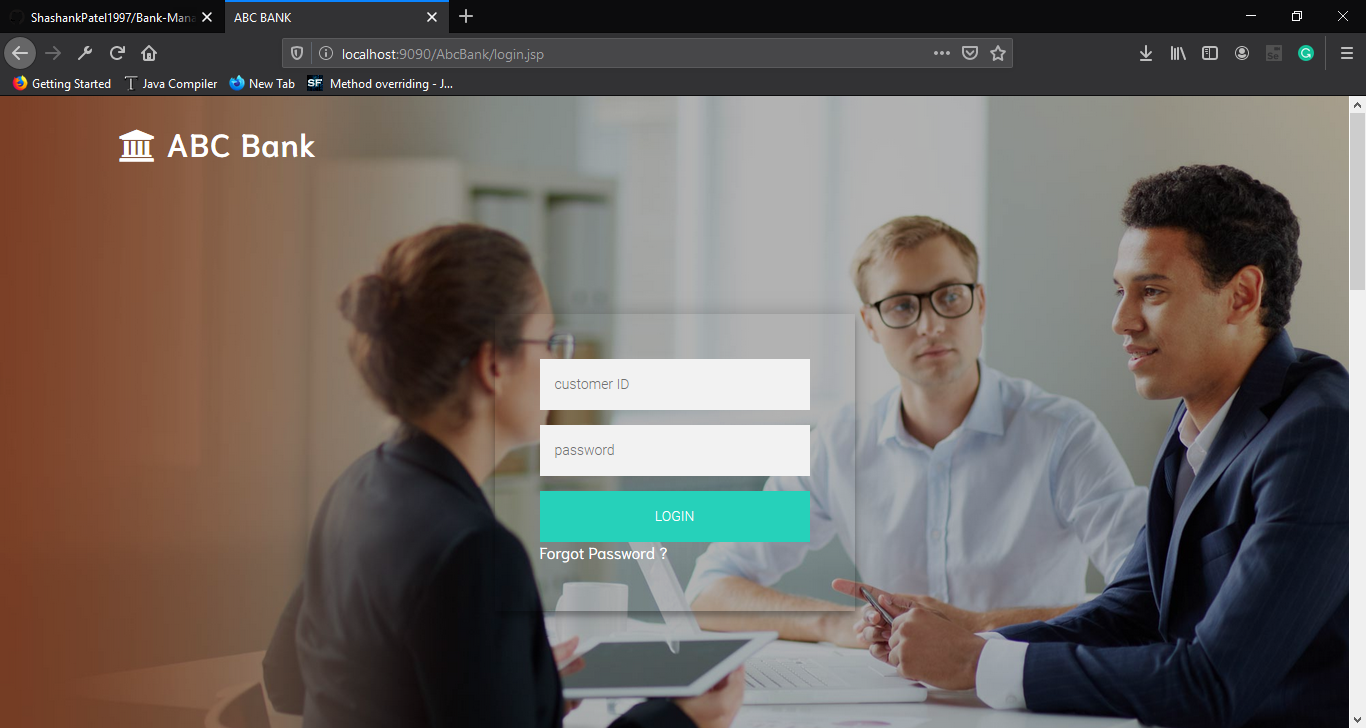 ShashankPatel1997/Bank-Mana
ABC BANK
localhost:9090/AbcBank/login.jsp
Getting Started
Java Compiler
New Tab
SF
Method overriding - J...
ABC Bank
customer ID
password
LOGIN
Forgot Password ?